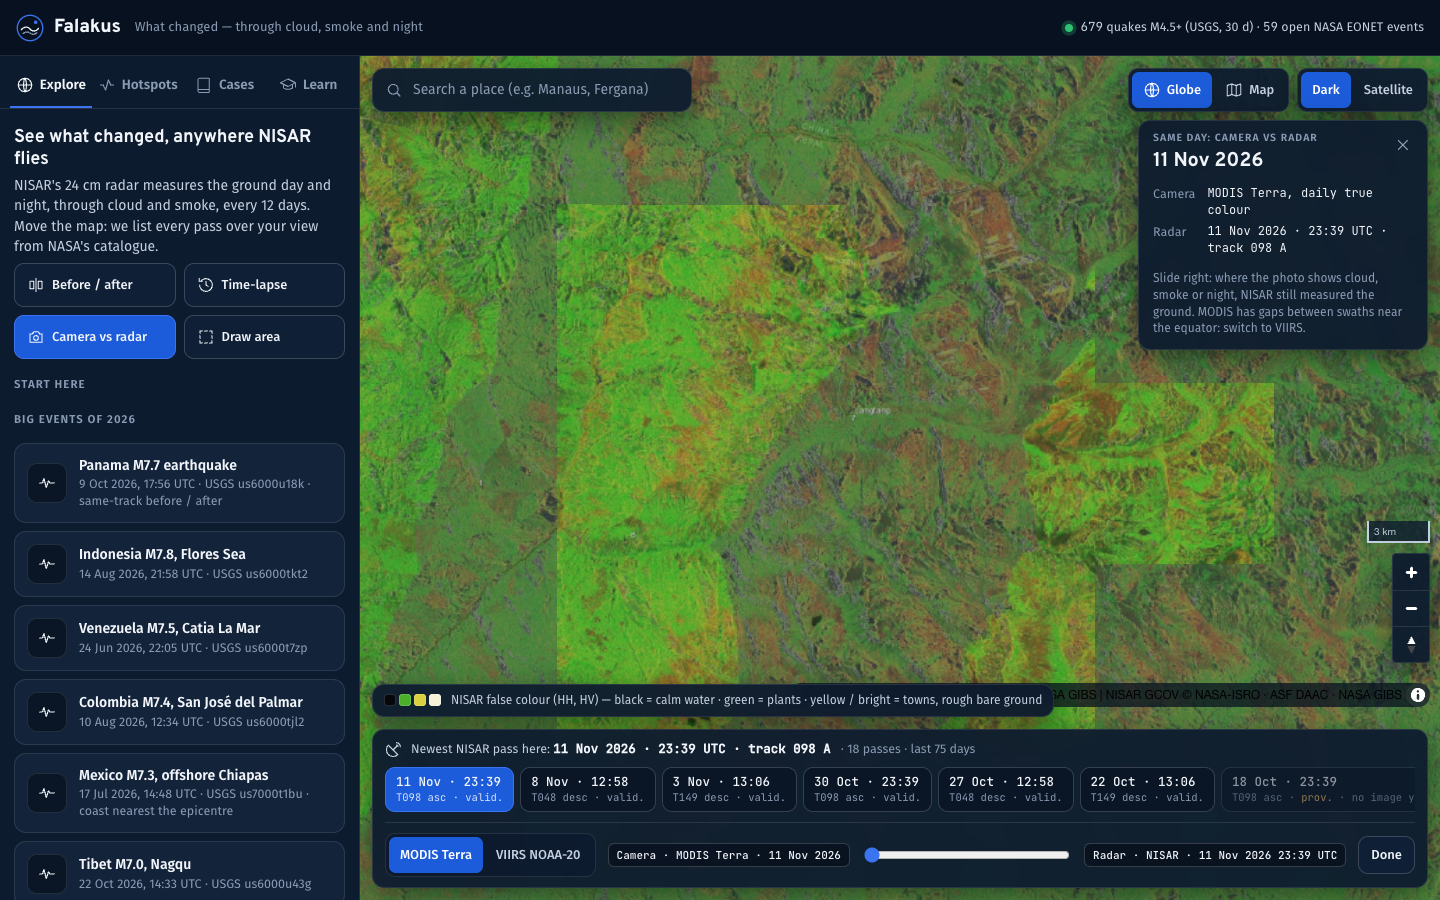 Falakus
What changed — through cloud, smoke and night
679 quakes M4.5+ (USGS, 30 d) · 59 open NASA EONET events
Explore
Hotspots
Cases
Learn
Search a place (e.g. Manaus, Fergana)
Globe
Map
Dark
Satellite
See what changed, anywhere NISAR
flies
NISAR's 24 cm radar measures the ground day and
night, through cloud and smoke, every 12 days.
Move the map: we list every pass over your view
from NASA's catalogue.
Before / after
Time-lapse
Camera vs radar
Draw area
START HERE
BIG EVENTS OF 2026
Panama M7.7 earthquake
9 Oct 2026, 17:56 UTC · USGS us6000u18k ·
same-track before / after
Indonesia M7.8, Flores Sea
14 Aug 2026, 21:58 UTC · USGS us6000tkt2
Venezuela M7.5, Catia La Mar
24 Jun 2026, 22:05 UTC · USGS us6000t7zp
Colombia M7.4, San José del Palmar
10 Aug 2026, 12:34 UTC · USGS us6000tjl2
Mexico M7.3, offshore Chiapas
17 Jul 2026, 14:48 UTC · USGS us7000t1bu ·
coast nearest the epicentre
Tibet M7.0, Nagqu
22 Oct 2026, 14:33 UTC · USGS us6000u43g
SAME DAY: CAMERA VS RADAR
11 Nov 2026
Camera MODIS Terra, daily true
colour
Radar 11 Nov 2026 · 23:39 UTC ·
track 098 A
Slide right: where the photo shows cloud,
smoke or night, NISAR still measured the
ground. MODIS has gaps between swaths near
the equator: switch to VIIRS.
CHINA
3 km
NISAR false colour (HH, HV) — black = calm water · green = plants · yellow / bright = towns, rough bare ground
GIBS | NISAR GCOV © NASA-ISRO · ASF DAAC · NASA GIBS
Newest NISAR pass here: 11 Nov 2026 · 23:39 UTC · track 098 A · 18 passes · last 75 days
11 Nov · 23:39
T098 asc · valid.
8 Nov · 12:58
T048 desc · valid.
3 Nov · 13:06
T149 desc · valid.
30 Oct · 23:39
T098 asc · valid.
27 Oct · 12:58
T048 desc · valid.
22 Oct · 13:06
T149 desc · valid.
18 Oct · 23:39
T098 asc · prov. · no image y
MODIS Terra
VIIRS NOAA-20
Camera · MODIS Terra · 11 Nov 2026
Radar · NISAR · 11 Nov 2026 23:39 UTC
Done